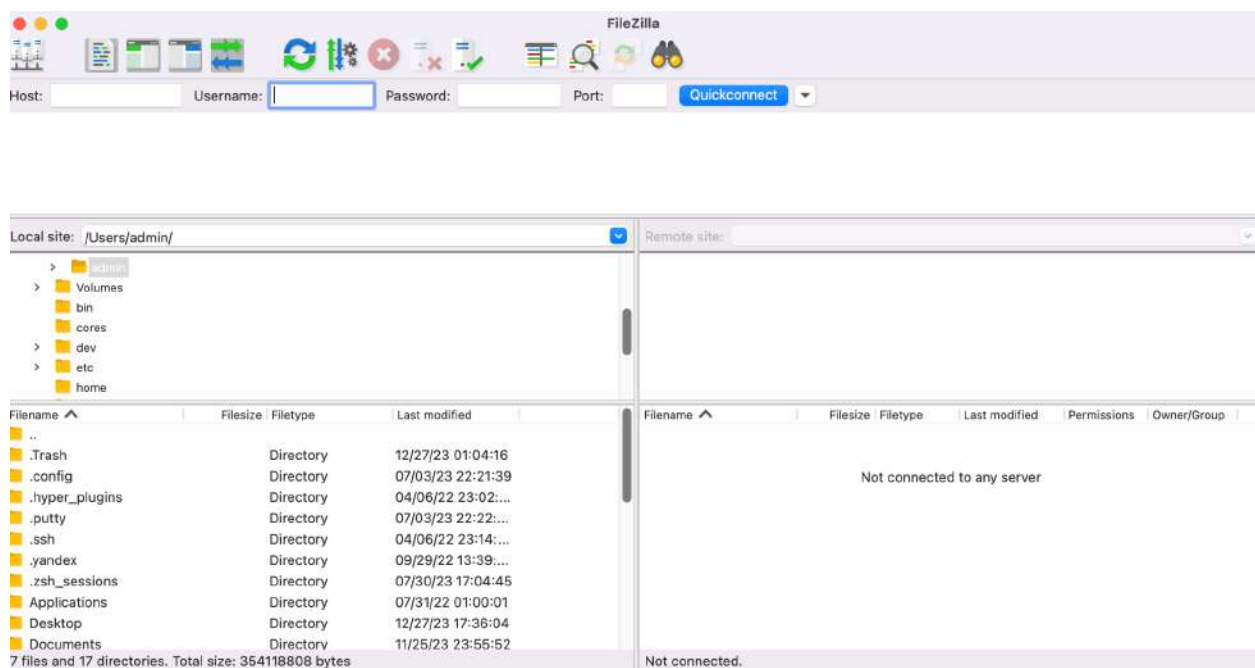 FileZilla
Host: Username: Password: Port: Quickconnect
Local site: /Users/admin/ Remote site:
admin
Volumes
bin
cores
dev
etc
home
Filename Filesize Filetype Last modified
..
.Trash Directory 12/27/23 01:04:16
.config Directory 07/03/23 22:21:39
.hyper_plugins Directory 04/06/22 23:02:...
.putty Directory 07/03/23 22:22:...
.ssh Directory 04/06/22 23:14:...
.yandex Directory 09/29/22 13:39:...
.zsh_sessions Directory 07/30/23 17:04:45
Applications Directory 07/31/22 01:00:01
Desktop Directory 12/27/23 17:36:04
Documents Directory 11/25/23 23:55:52
7 files and 17 directories. Total size: 354118808 bytes
Filename Filesize Filetype Last modified Permissions Owner/Group
Not connected to any server
Not connected.